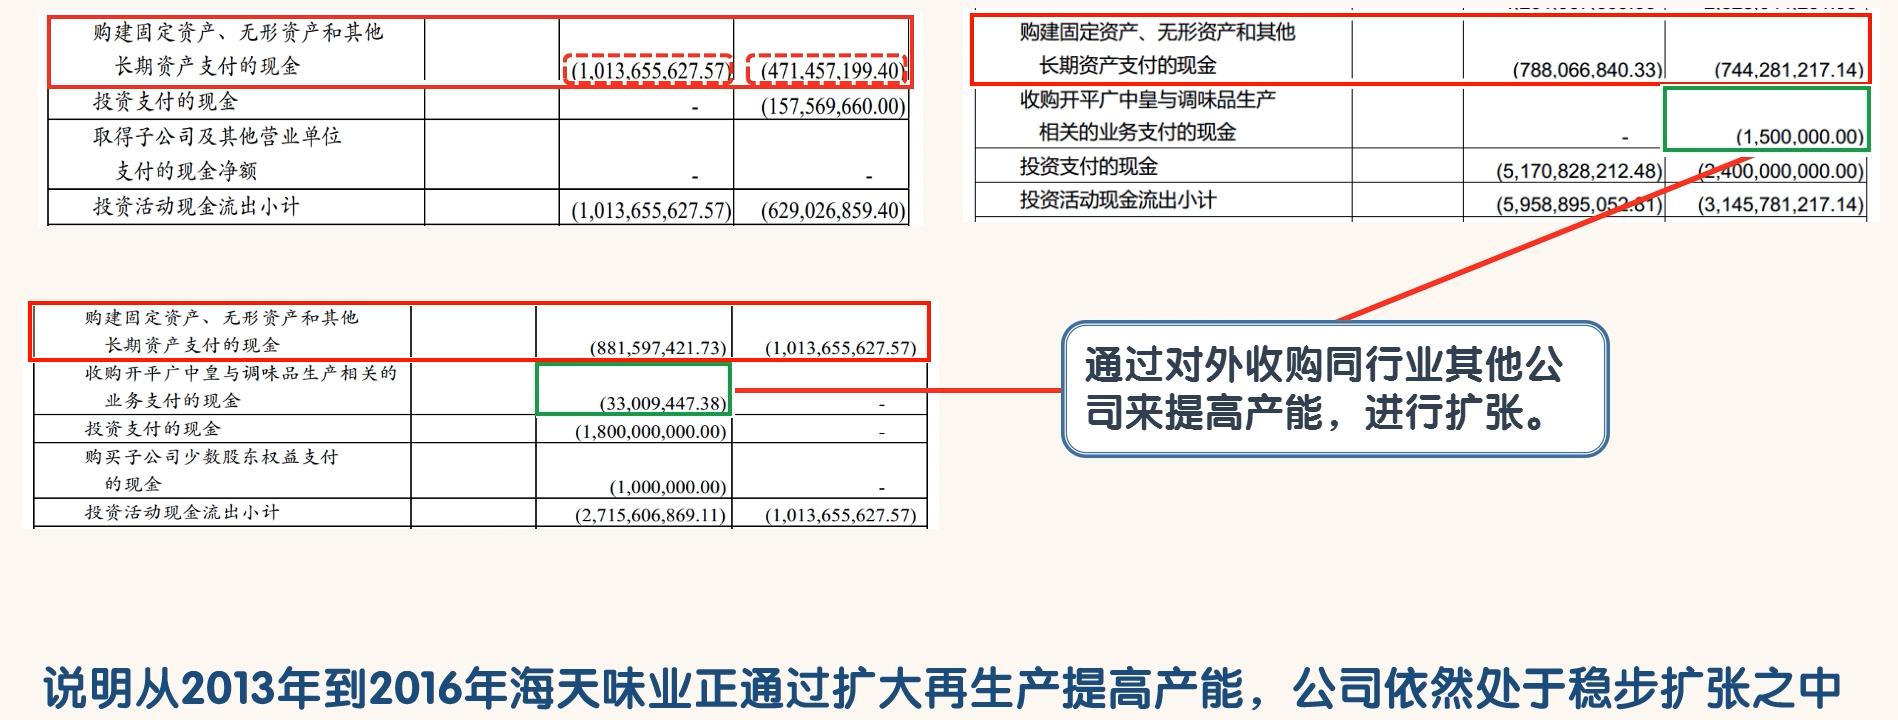 购建固定资产、无形资产和其他
长期资产支付的现金 (1,013,655,627.57) (471,457,199.40)
投资支付的现金 - (157,569,660.00)
取得子公司及其他营业单位
支付的现金净额 - -
投资活动现金流出小计 (1,013,655,627.57) (629,026,859.40)
购建固定资产、无形资产和其他
长期资产支付的现金 (788,066,840.33) (744,281,217.14)
收购开平广中皇与调味品生产
相关的业务支付的现金 - (1,500,000.00)
投资支付的现金 (5,170,828,212.48) (2,400,000,000.00)
投资活动现金流出小计 (5,958,895,052.81) (3,145,781,217.14)
购建固定资产、无形资产和其他
长期资产支付的现金 (881,597,421.73) (1,013,655,627.57)
收购开平广中皇与调味品生产相关的
业务支付的现金 (33,009,447.38) -
投资支付的现金 (1,800,000,000.00) -
购买子公司少数股东权益支付
的现金 (1,000,000.00) -
投资活动现金流出小计 (2,715,606,869.11) (1,013,655,627.57)
通过对外收购同行业其他公
司来提高产能，进行扩张。
说明从2013年到2016年海天味业正通过扩大再生产提高产能，公司依然处于稳步扩张之中